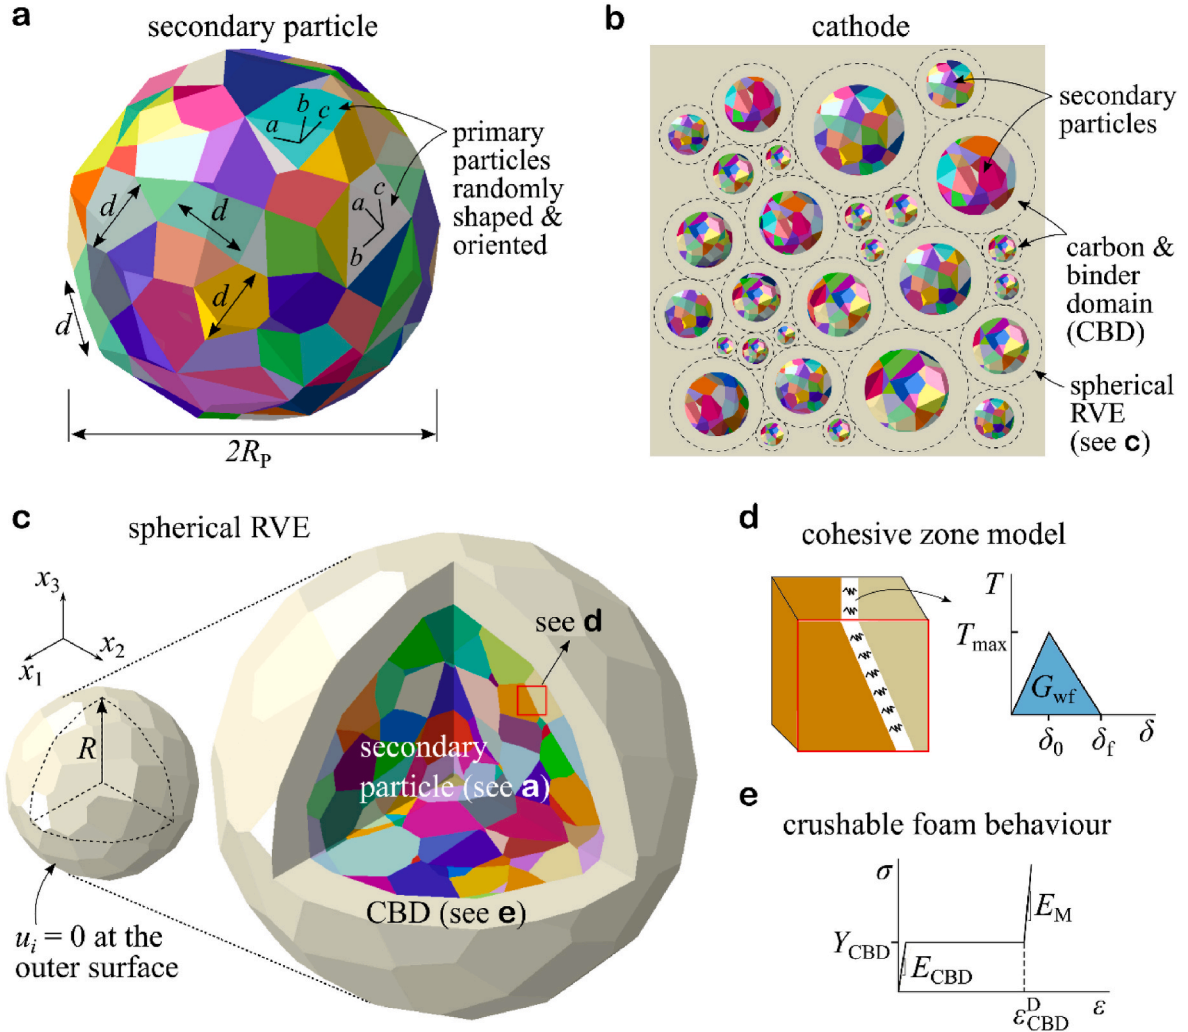 a
secondary particle
b
c
a
primary
particles
randomly
shaped &
oriented
c
a
b
d
d
d
d
2R_P
b
cathode
secondary
particles
carbon &
binder
domain
(CBD)
spherical
RVE
(see c)
c
spherical RVE
x_3
x_2
x_1
R
u_i = 0 at the
outer surface
see d
secondary
particle (see a)
CBD (see e)
d
cohesive zone model
T
T_max
G_wf
δ_0
δ_f
δ
e
crushable foam behaviour
σ
E_M
Y_CBD
E_CBD
ε^D_CBD
ε